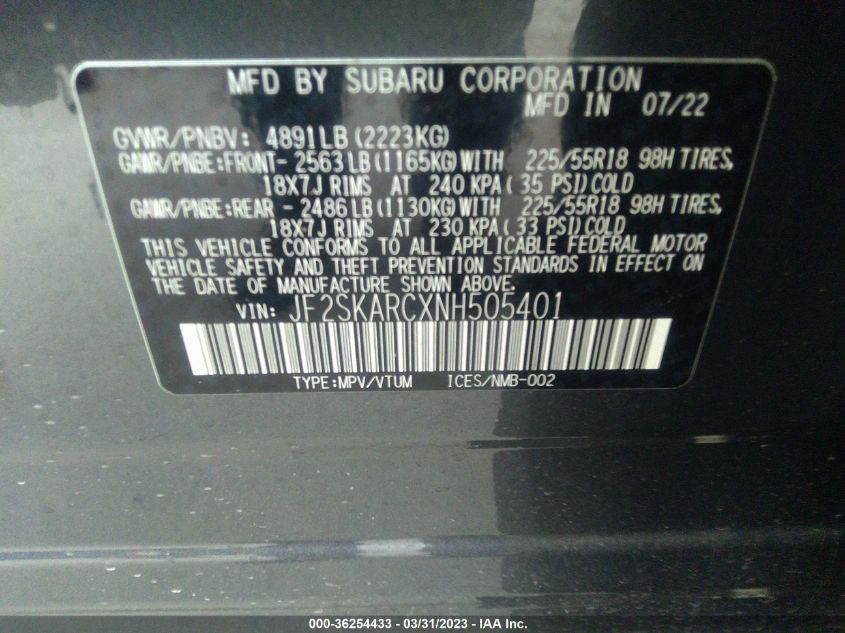 MFD BY SUBARU CORPORATION
MFD IN 07/22
GVWR/PNBV: 4891LB(2223KG)
GAWR/PNBE:FRONT- 2563LB(1165KG)WITH 225/55R18 98H TIRES,
18X7J RIMS AT 240 KPA( 35 PSI)COLD
GAWR/PNBE:REAR - 2486LB(1130KG)WITH 225/55R18 98H TIRES,
18X7J RIMS AT 230 KPA( 33 PSI)COLD
THIS VEHICLE CONFORMS TO ALL APPLICABLE FEDERAL MOTOR
VEHICLE SAFETY AND THEFT PREVENTION STANDARDS IN EFFECT ON
THE DATE OF MANUFACTURE SHOWN ABOVE.
VIN: JF2SKARCXNH505401
TYPE:MPV/VTUM ICES/NMB-002
000-36254433 - 03/31/2023 - IAA Inc.